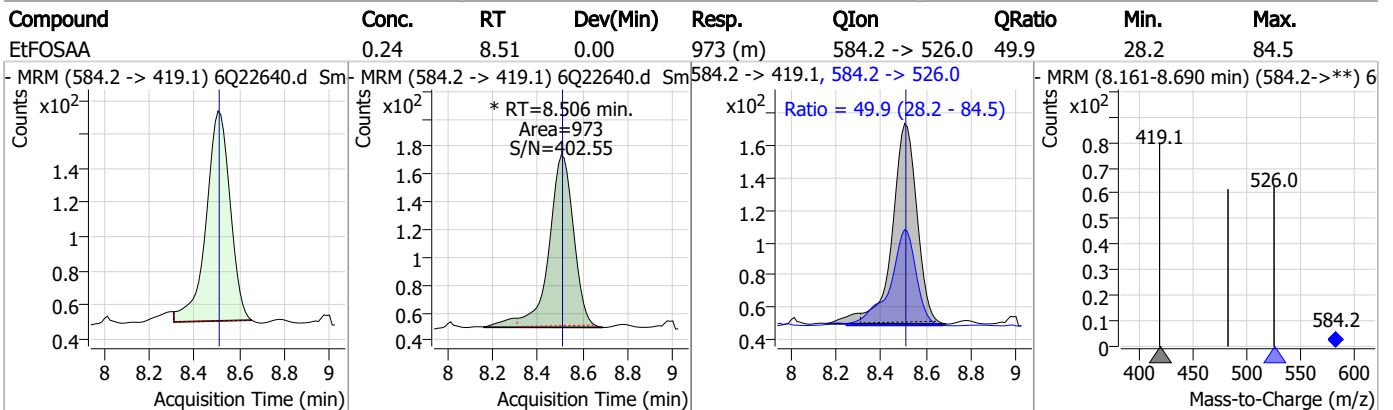 Compound Conc. RT Dev(Min) Resp. QIon QRatio Min. Max.
EtFOSAA 0.24 8.51 0.00 973 (m) 584.2 -> 526.0 49.9 28.2 84.5
- MRM (584.2 -> 419.1) 6Q22640.d Sm
Counts
x10²
1.4
1.2
1
0.8
0.6
0.4
8 8.2 8.4 8.6 8.8 9
Acquisition Time (min)
- MRM (584.2 -> 419.1) 6Q22640.d Sm
Counts
x10²
* RT=8.506 min.
Area=973
S/N=402.55
1.8
1.6
1.4
1.2
1
0.8
0.6
0.4
8 8.2 8.4 8.6 8.8 9
Acquisition Time (min)
584.2 -> 419.1, 584.2 -> 526.0
Counts
x10²
Ratio = 49.9 (28.2 - 84.5)
1.6
1.4
1.2
1
0.8
0.6
0.4
8 8.2 8.4 8.6 8.8 9
Acquisition Time (min)
- MRM (8.161-8.690 min) (584.2->**) 6
Counts
x10²
419.1
526.0
584.2
0.8
0.7
0.6
0.5
0.4
0.3
0.2
0.1
0
400 450 500 550 600
Mass-to-Charge (m/z)